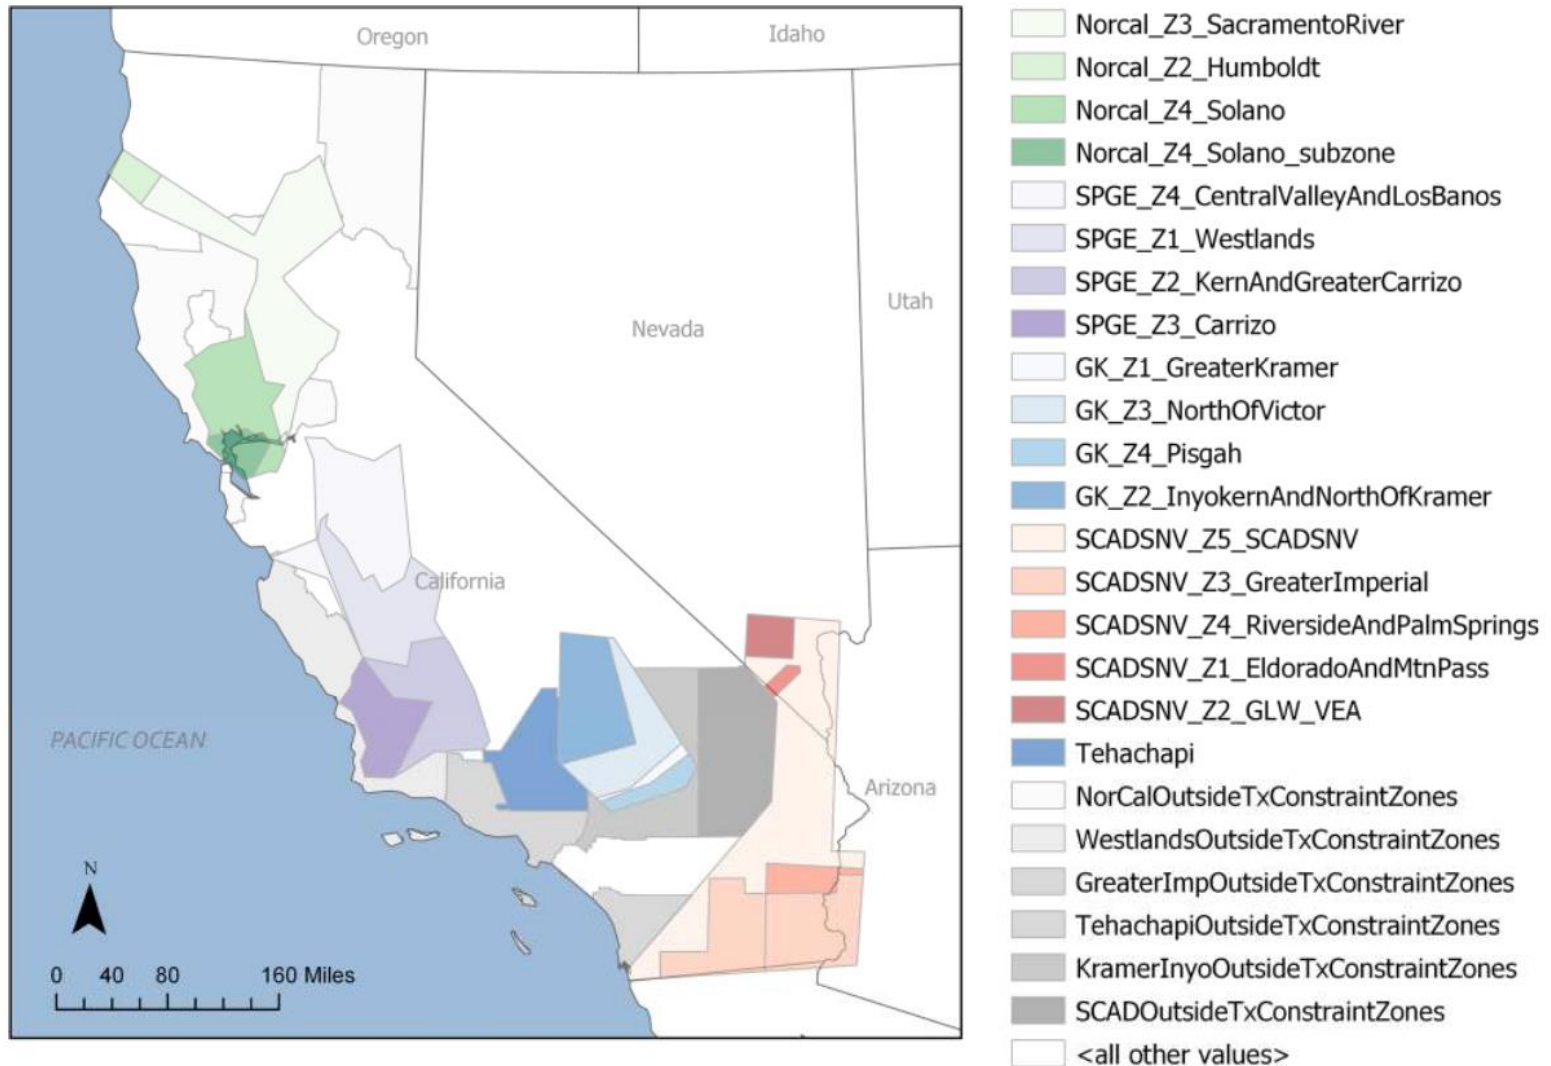 Oregon
Idaho
Nevada
Utah
California
PACIFIC OCEAN
Arizona
N
0 40 80 160 Miles
Norcal_Z3_SacramentoRiver
Norcal_Z2_Humboldt
Norcal_Z4_Solano
Norcal_Z4_Solano_subzone
SPGE_Z4_CentralValleyAndLosBanos
SPGE_Z1_Westlands
SPGE_Z2_KernAndGreaterCarrizo
SPGE_Z3_Carrizo
GK_Z1_GreaterKramer
GK_Z3_NorthOfVictor
GK_Z4_Pisgah
GK_Z2_InyokernAndNorthOfKramer
SCADSNV_Z5_SCADSNV
SCADSNV_Z3_GreaterImperial
SCADSNV_Z4_RiversideAndPalmSprings
SCADSNV_Z1_EldoradoAndMtnPass
SCADSNV_Z2_GLW_VEA
Tehachapi
NorCalOutsideTxConstraintZones
WestlandsOutsideTxConstraintZones
GreaterImpOutsideTxConstraintZones
TehachapiOutsideTxConstraintZones
KramerInyoOutsideTxConstraintZones
SCADOutsideTxConstraintZones
<all other values>